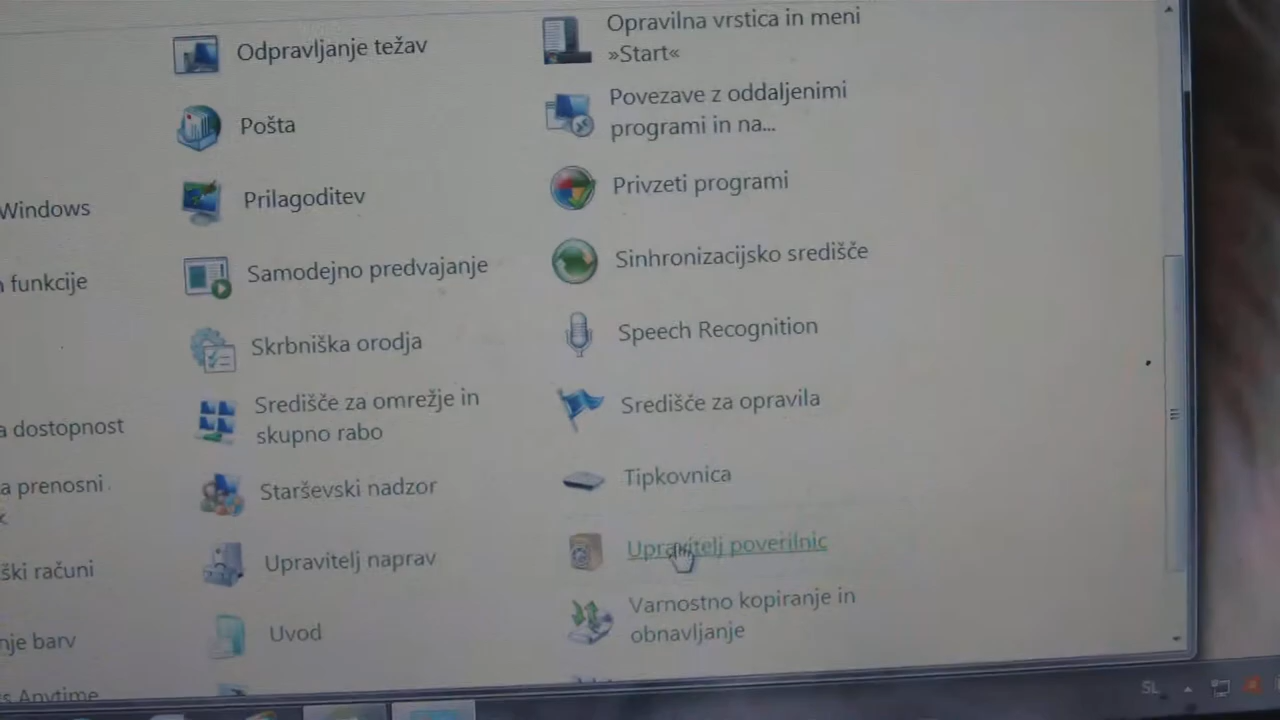 Windows
funkcije
a dostopnost
a prenosni
ški računi
nje barv
s Anytime
Odpravljanje težav
Pošta
Prilagoditev
Samodejno predvajanje
Skrbniška orodja
Središče za omrežje in
skupno rabo
Starševski nadzor
Upravitelj naprav
Uvod
Opravilna vrstica in meni
»Start«
Povezave z oddaljenimi
programi in na...
Privzeti programi
Sinhronizacijsko središče
Speech Recognition
Središče za opravila
Tipkovnica
Upravitelj poverilnic
Varnostno kopiranje in
obnavljanje
SL